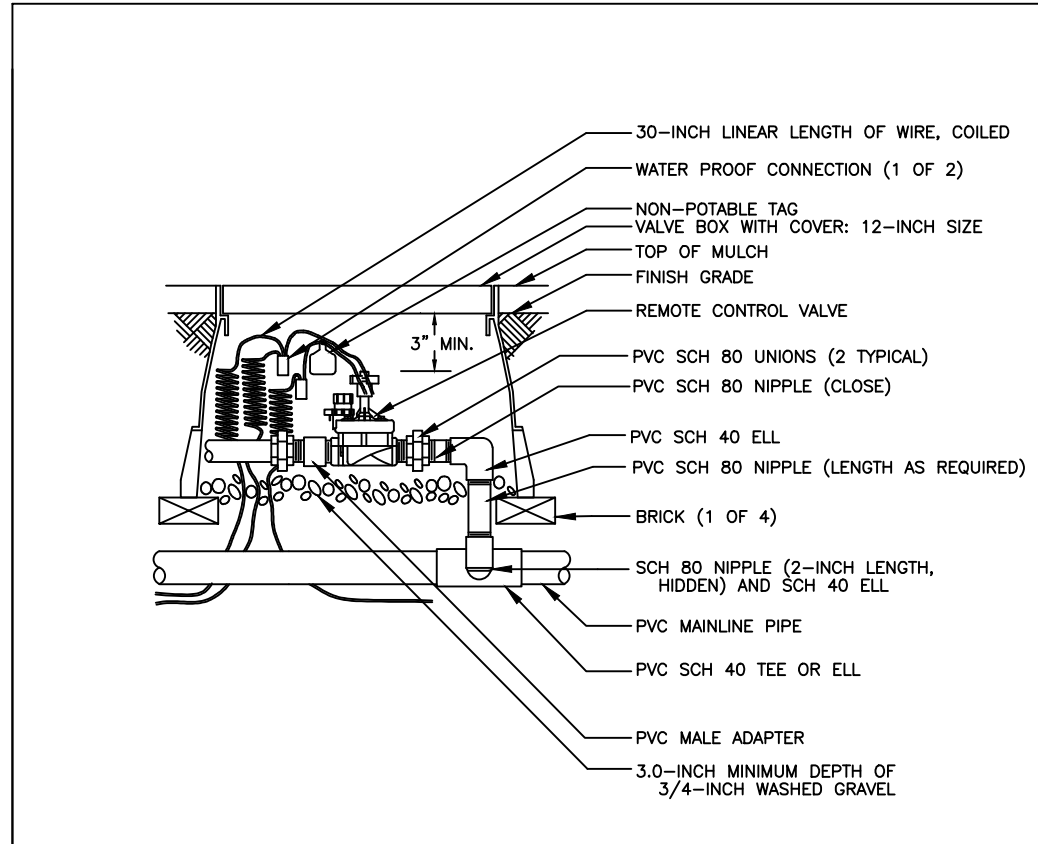 30-INCH LINEAR LENGTH OF WIRE, COILED
WATER PROOF CONNECTION (1 OF 2)
NON-POTABLE TAG
VALVE BOX WITH COVER: 12-INCH SIZE
TOP OF MULCH
FINISH GRADE
REMOTE CONTROL VALVE
3" MIN.
PVC SCH 80 UNIONS (2 TYPICAL)
PVC SCH 80 NIPPLE (CLOSE)
PVC SCH 40 ELL
PVC SCH 80 NIPPLE (LENGTH AS REQUIRED)
BRICK (1 OF 4)
SCH 80 NIPPLE (2-INCH LENGTH,
HIDDEN) AND SCH 40 ELL
PVC MAINLINE PIPE
PVC SCH 40 TEE OR ELL
PVC MALE ADAPTER
3.0-INCH MINIMUM DEPTH OF
3/4-INCH WASHED GRAVEL